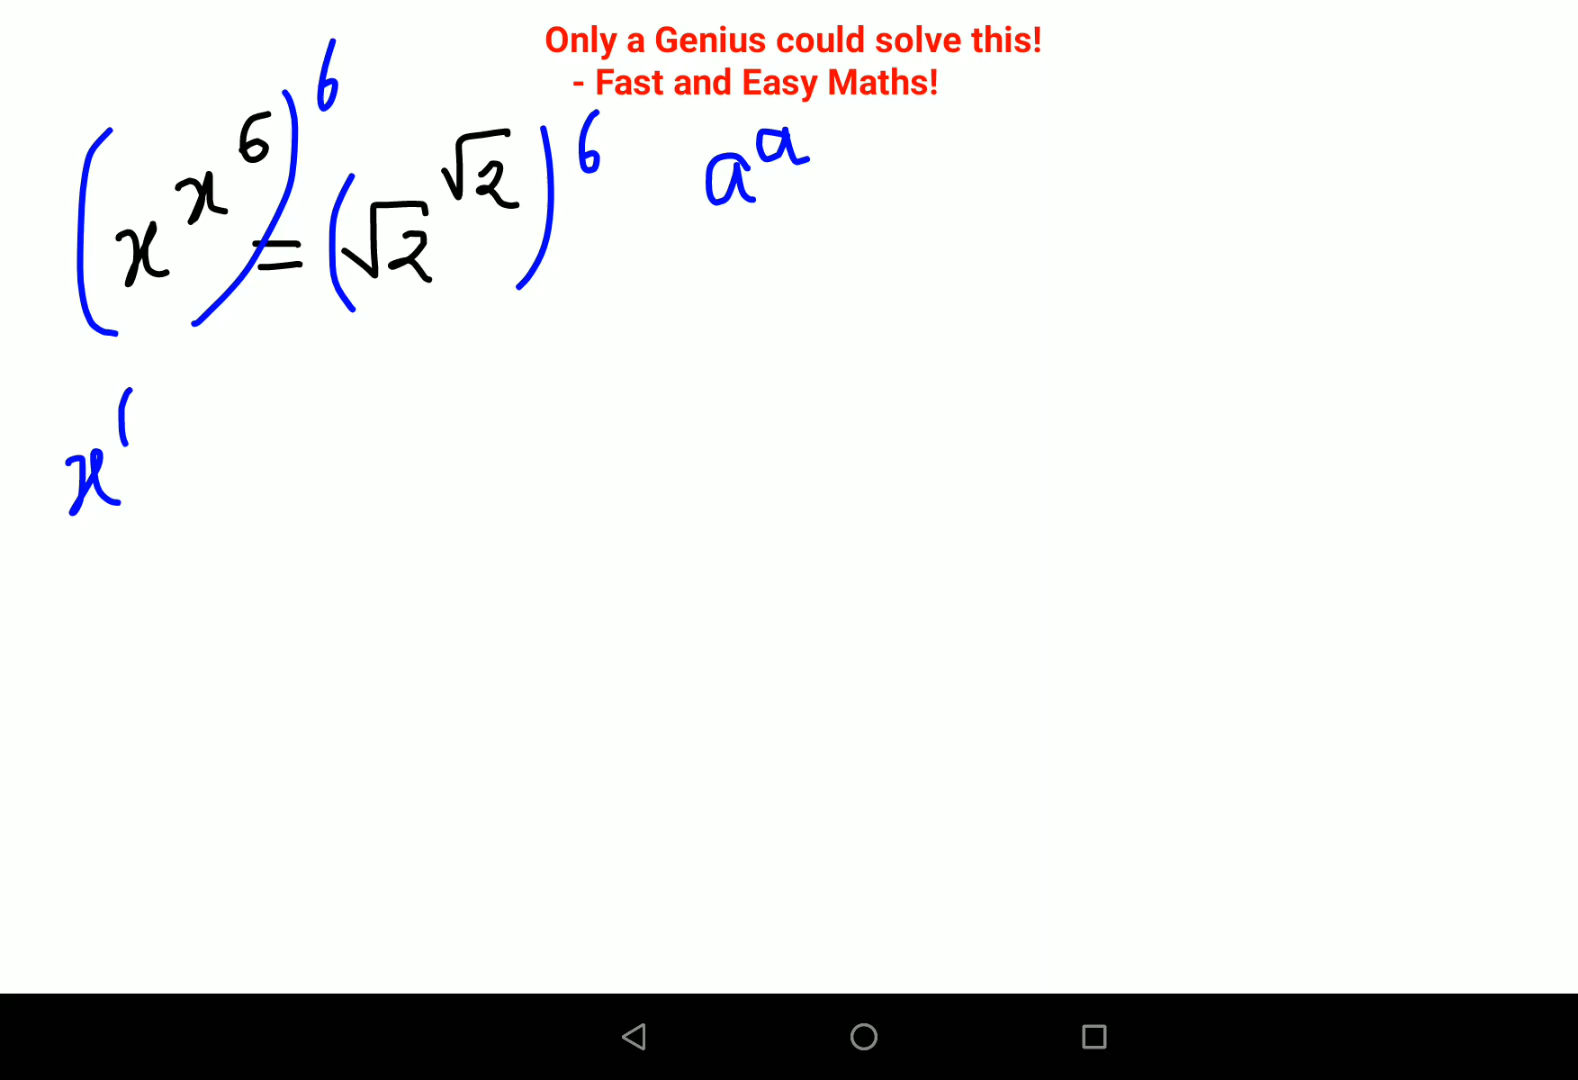 Only a Genius could solve this!
- Fast and Easy Maths!
(x^x^6)^6 = (√2^√2)^6 a^a
x^(